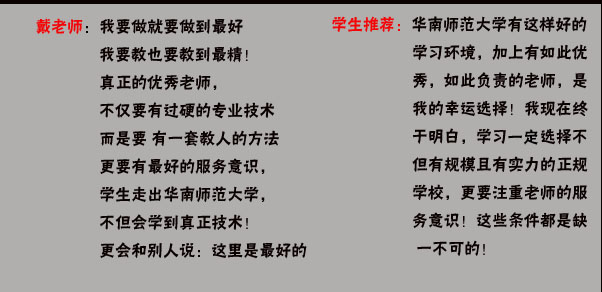 戴老师：我要做就要做到最好
我要教也要教到最精！
真正的优秀老师，
不仅要有过硬的专业技术
而是要 有一套教人的方法
更要有最好的服务意识，
学生走出华南师范大学，
不但会学到真正技术！
更会和别人说：这里是最好的
学生推荐：华南师范大学有这样好的
学习环境，加上有如此优
秀，如此负责的老师，是
我的幸运选择！我现在终
于明白，学习一定选择不
但有规模且有实力的正规
学校，更要注重老师的服
务意识！这些条件都是缺
一不可的！